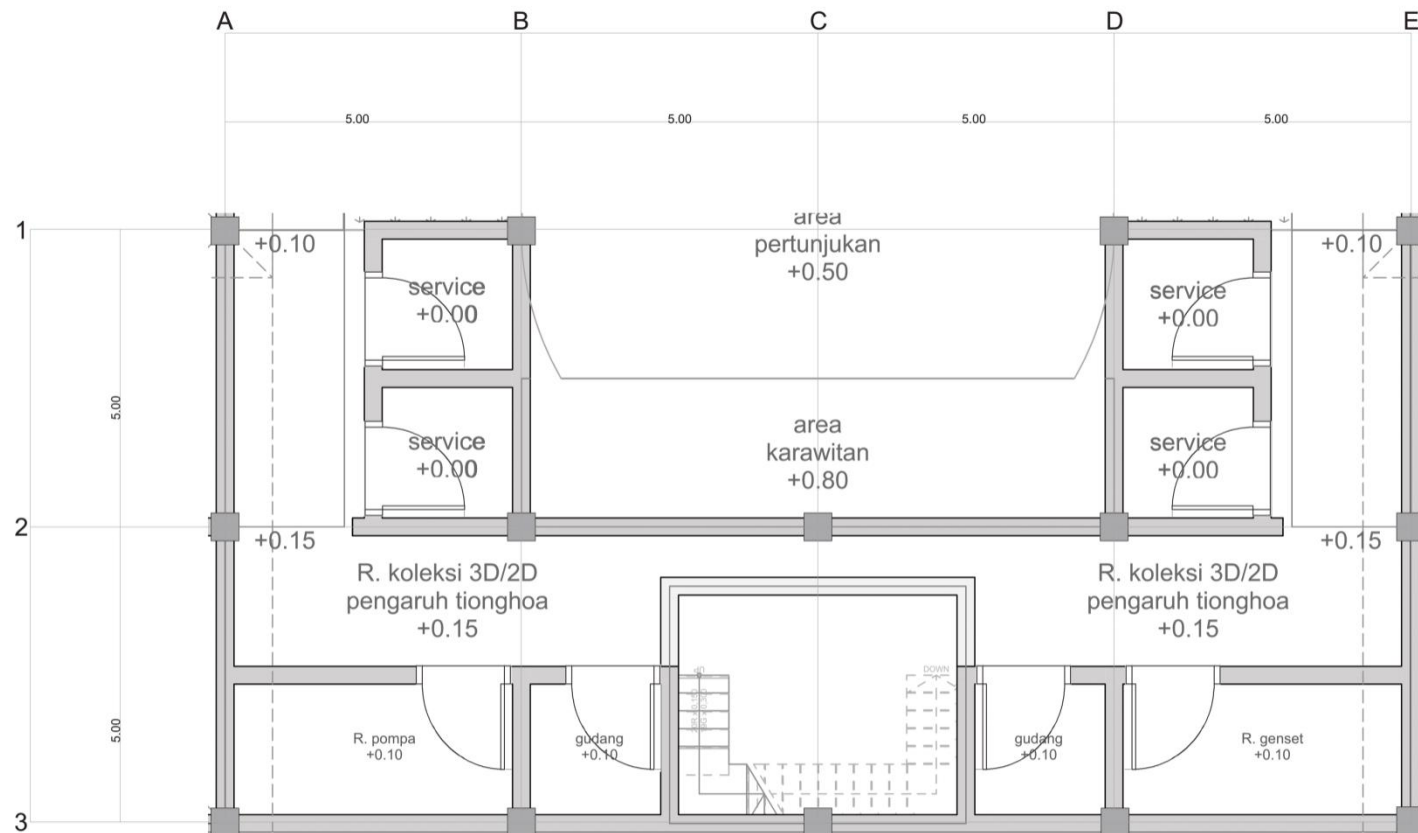 A B C D E
5.00 5.00 5.00 5.00
1
area
pertunjukan
+0.50
+0.10
+0.10
service
+0.00
service
+0.00
5.00
service
+0.00
area
karawitan
+0.80
service
+0.00
2
+0.15
+0.15
R. koleksi 3D/2D
pengaruh tionghoa
+0.15
R. koleksi 3D/2D
pengaruh tionghoa
+0.15
DOWN
5.00
R. pompa
+0.10
gudang
+0.10
gudang
+0.10
R. genset
+0.10
3